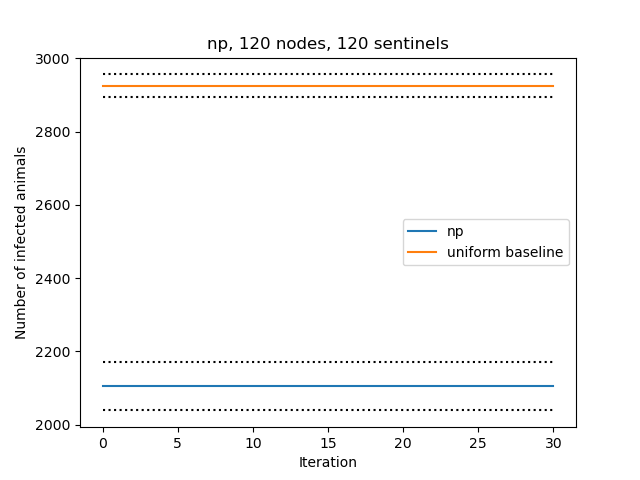 np, 120 nodes, 120 sentinels
3000
2800
2600
2400
2200
2000
Number of infected animals
np
uniform baseline
0 5 10 15 20 25 30
Iteration